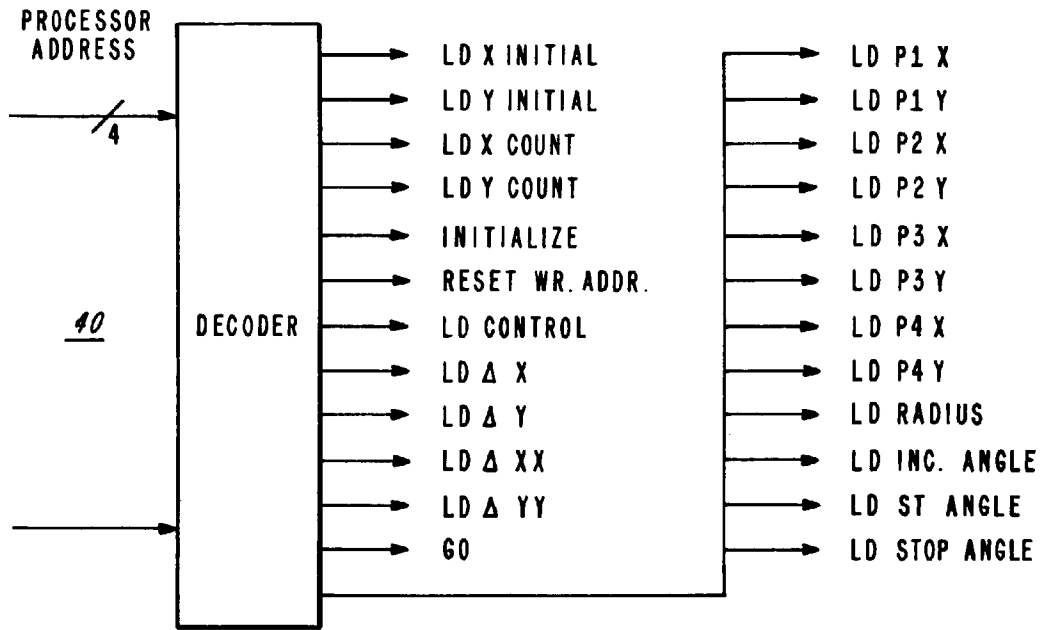 PROCESSOR
ADDRESS
4
40
DECODER
LD X INITIAL
LD Y INITIAL
LD X COUNT
LD Y COUNT
INITIALIZE
RESET WR. ADDR.
LD CONTROL
LD Δ X
LD Δ Y
LD Δ XX
LD Δ YY
GO
LD P1 X
LD P1 Y
LD P2 X
LD P2 Y
LD P3 X
LD P3 Y
LD P4 X
LD P4 Y
LD RADIUS
LD INC. ANGLE
LD ST ANGLE
LD STOP ANGLE